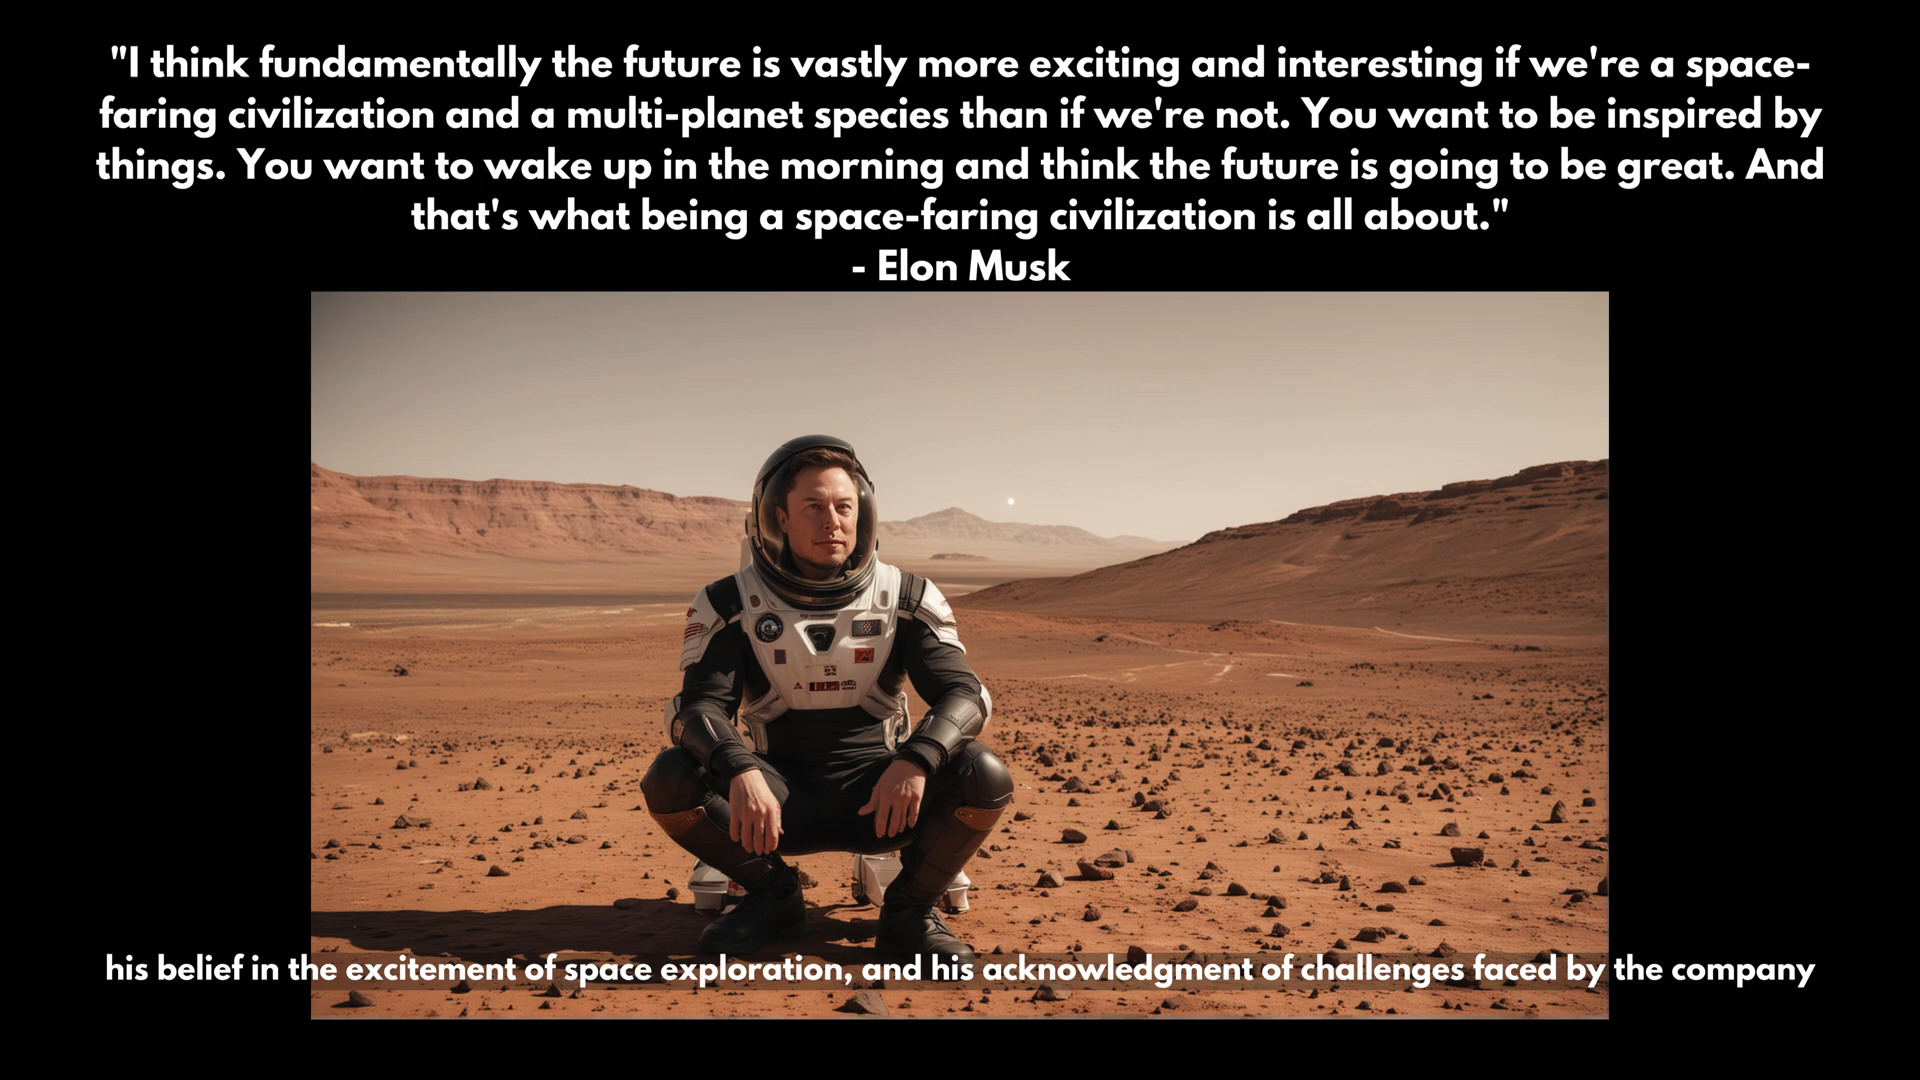 "I think fundamentally the future is vastly more exciting and interesting if we're a space-
faring civilization and a multi-planet species than if we're not. You want to be inspired by
things. You want to wake up in the morning and think the future is going to be great. And
that's what being a space-faring civilization is all about."
- Elon Musk
his belief in the excitement of space exploration, and his acknowledgment of challenges faced by the company